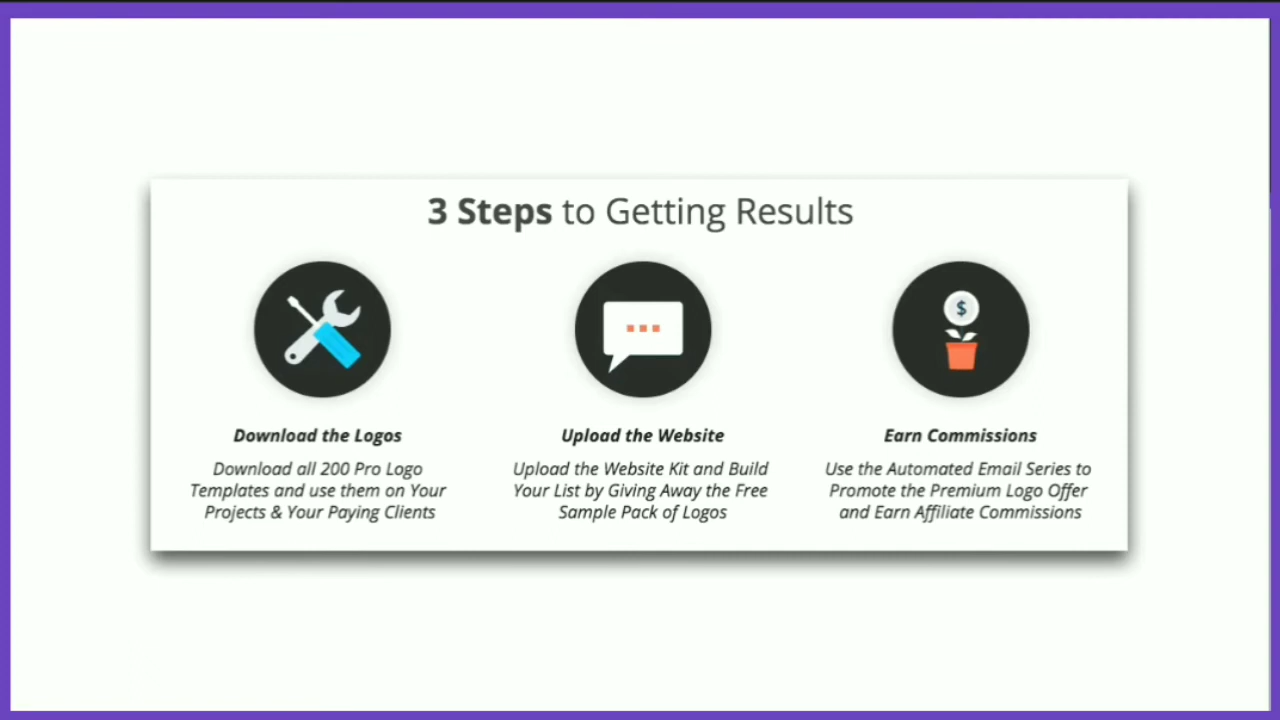 3 Steps to Getting Results
$
Download the Logos
Download all 200 Pro Logo
Templates and use them on Your
Projects & Your Paying Clients
Upload the Website
Upload the Website Kit and Build
Your List by Giving Away the Free
Sample Pack of Logos
Earn Commissions
Use the Automated Email Series to
Promote the Premium Logo Offer
and Earn Affiliate Commissions